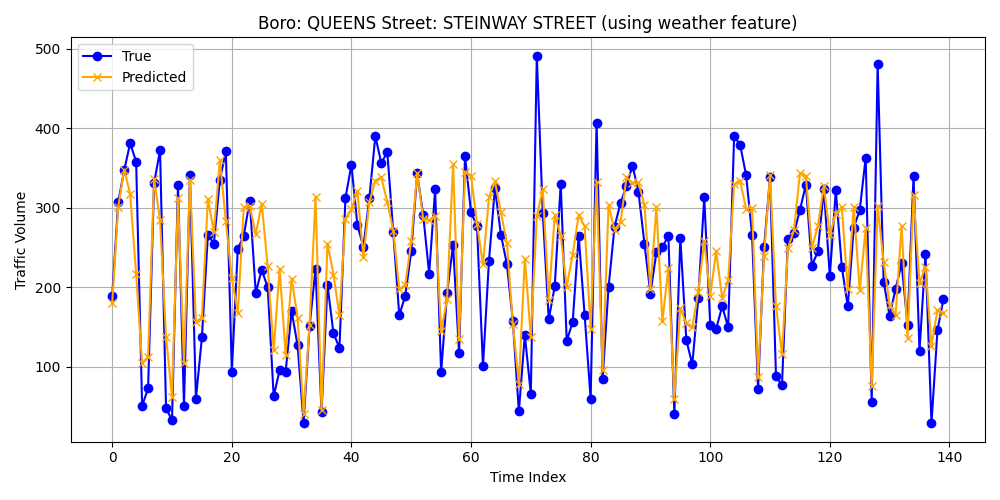 Boro: QUEENS Street: STEINWAY STREET (using weather feature)
True
Predicted
Traffic Volume
500
400
300
200
100
0
20
40
60
80
100
120
140
Time Index